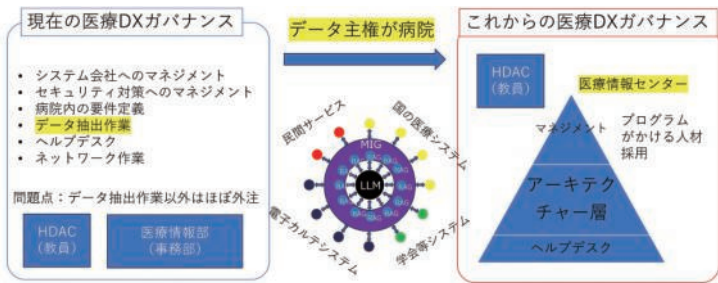 現在の医療DXガバナンス
・ システム会社へのマネジメント
・ セキュリティ対策へのマネジメント
・ 病院内の要件定義
・ データ抽出作業
・ ヘルプデスク
・ ネットワーク作業
問題点：データ抽出作業以外はほぼ外注
HDAC
(教員)
医療情報部
(事務部)
データ主権が病院
民間サービス
国の医療システム
MIG
LLM
電子カルテシステム
学会等システム
これからの医療DXガバナンス
HDAC
(教員)
医療情報センター
マネジメント
プログラム
がかける人材
採用
アーキテク
チャー層
ヘルプデスク